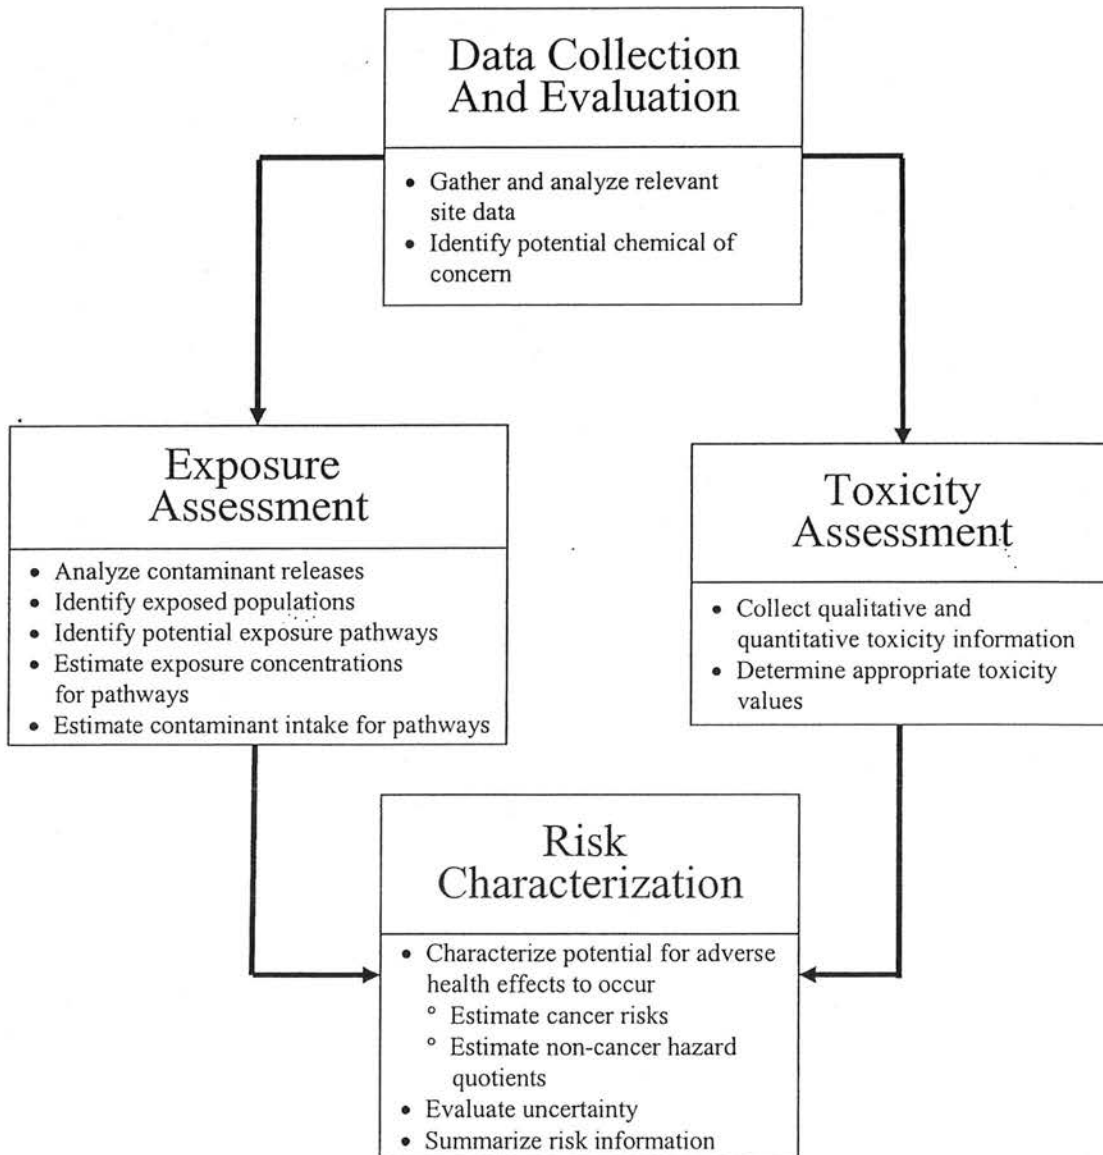 Data Collection
And Evaluation
• Gather and analyze relevant
site data
• Identify potential chemical of
concern
Exposure
Assessment
• Analyze contaminant releases
• Identify exposed populations
• Identify potential exposure pathways
• Estimate exposure concentrations
for pathways
• Estimate contaminant intake for pathways
Toxicity
Assessment
• Collect qualitative and
quantitative toxicity information
• Determine appropriate toxicity
values
Risk
Characterization
• Characterize potential for adverse
health effects to occur
° Estimate cancer risks
° Estimate non-cancer hazard
quotients
• Evaluate uncertainty
• Summarize risk information